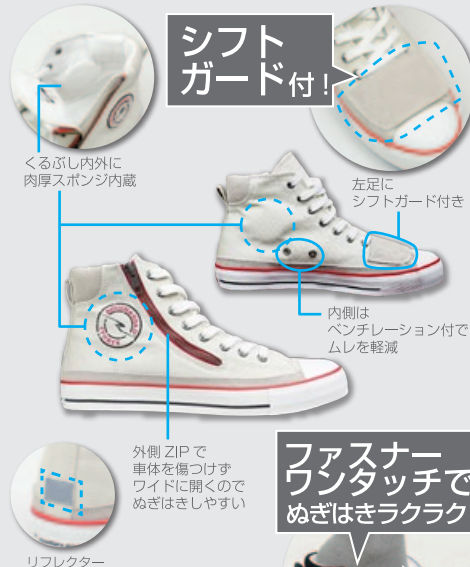 シフト
ガード付!
くるぶし内外に
肉厚スポンジ内蔵
左足に
シフトガード付き
内側は
ベンチレーション付で
ムレを軽減
外側 ZIP で
車体を傷つけず
ワイドに開くので
ぬぎはきしやすい
ファスナー
ワンタッチで
ぬぎはきラクラク
リフレクター